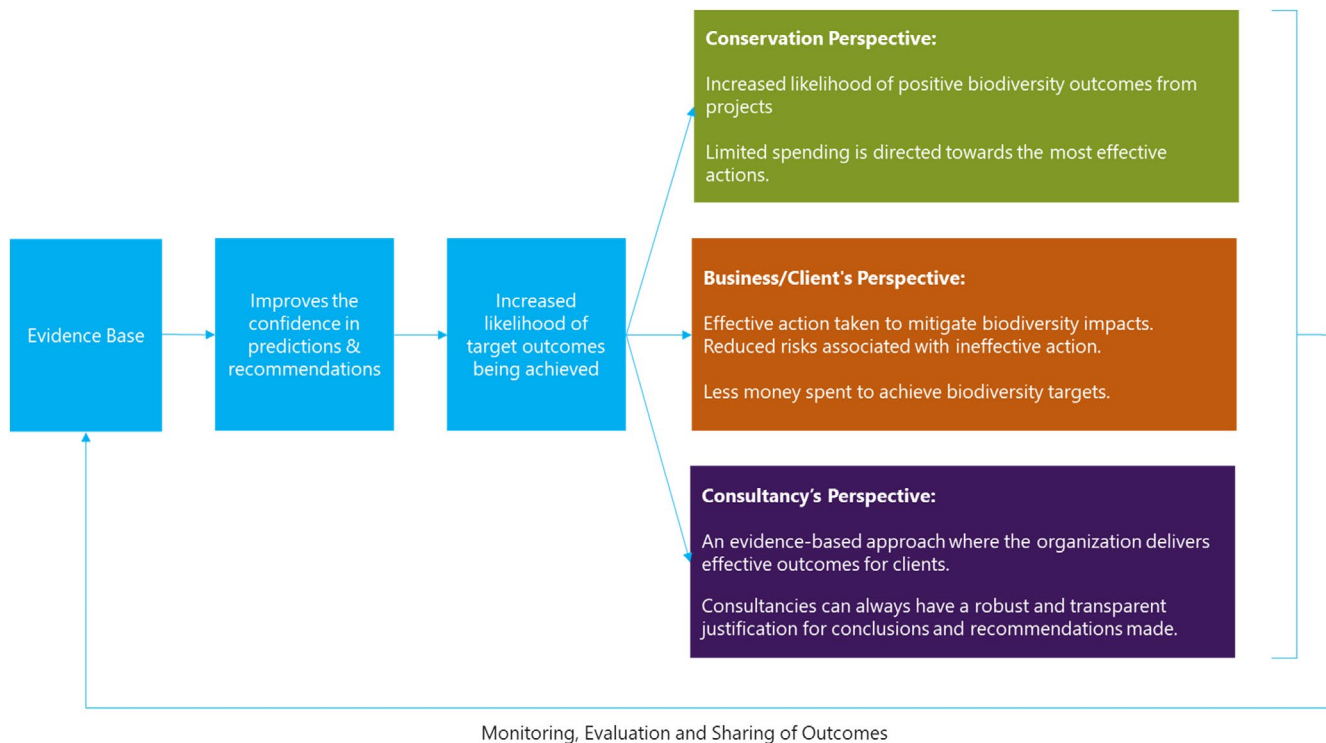 Evidence Base
Improves the
confidence in
predictions &
recommendations
Increased
likelihood of
target outcomes
being achieved
Conservation Perspective:
Increased likelihood of positive biodiversity outcomes from
projects
Limited spending is directed towards the most effective
actions.
Business/Client's Perspective:
Effective action taken to mitigate biodiversity impacts.
Reduced risks associated with ineffective action.
Less money spent to achieve biodiversity targets.
Consultancy’s Perspective:
An evidence-based approach where the organization delivers
effective outcomes for clients.
Consultancies can always have a robust and transparent
justification for conclusions and recommendations made.
Monitoring, Evaluation and Sharing of Outcomes